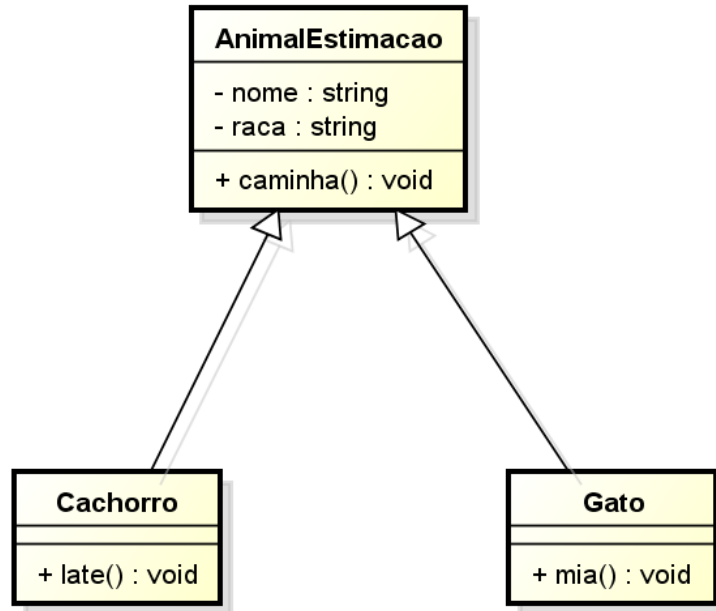 AnimalEstimacao
- nome : string
- raca : string
+ caminha() : void
Cachorro
+ late() : void
Gato
+ mia() : void